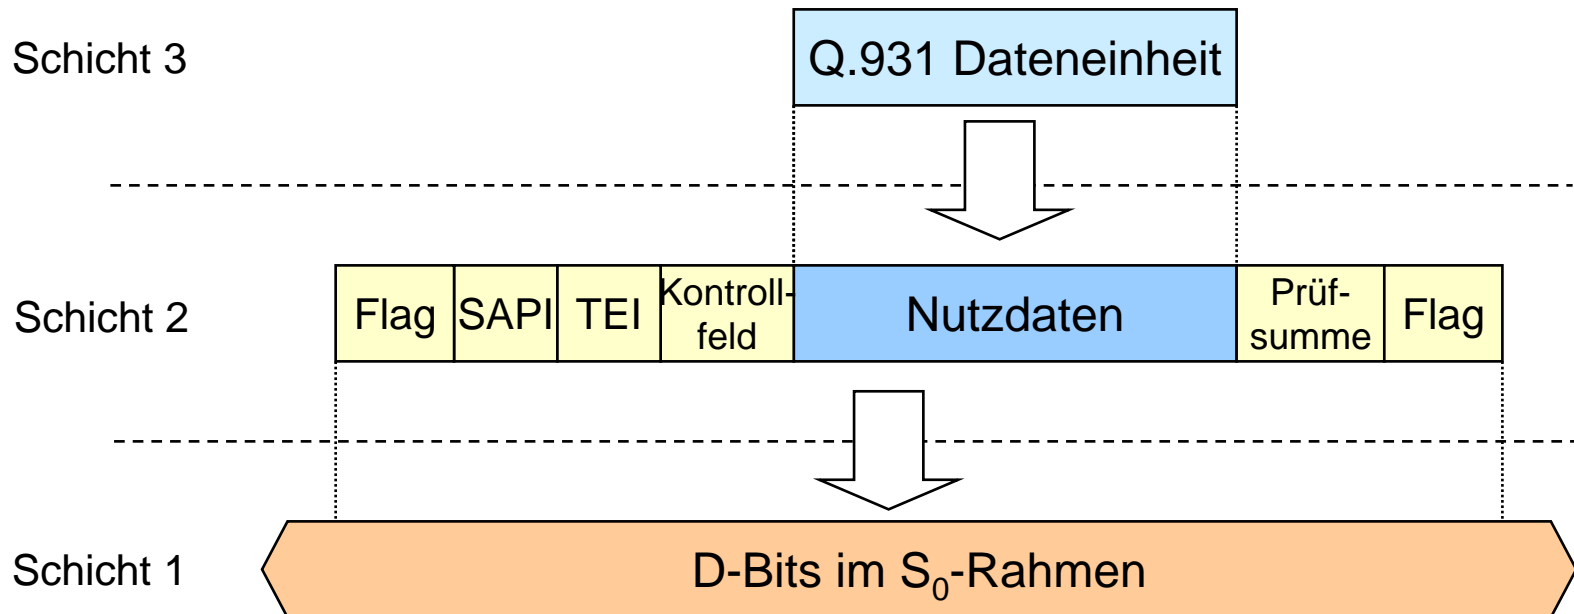 Schicht 3
Q.931 Dateneinheit
Schicht 2
Flag
SAPI
TEI
Kontroll-
feld
Nutzdaten
Prüf-
summe
Flag
Schicht 1
D-Bits im S₀-Rahmen